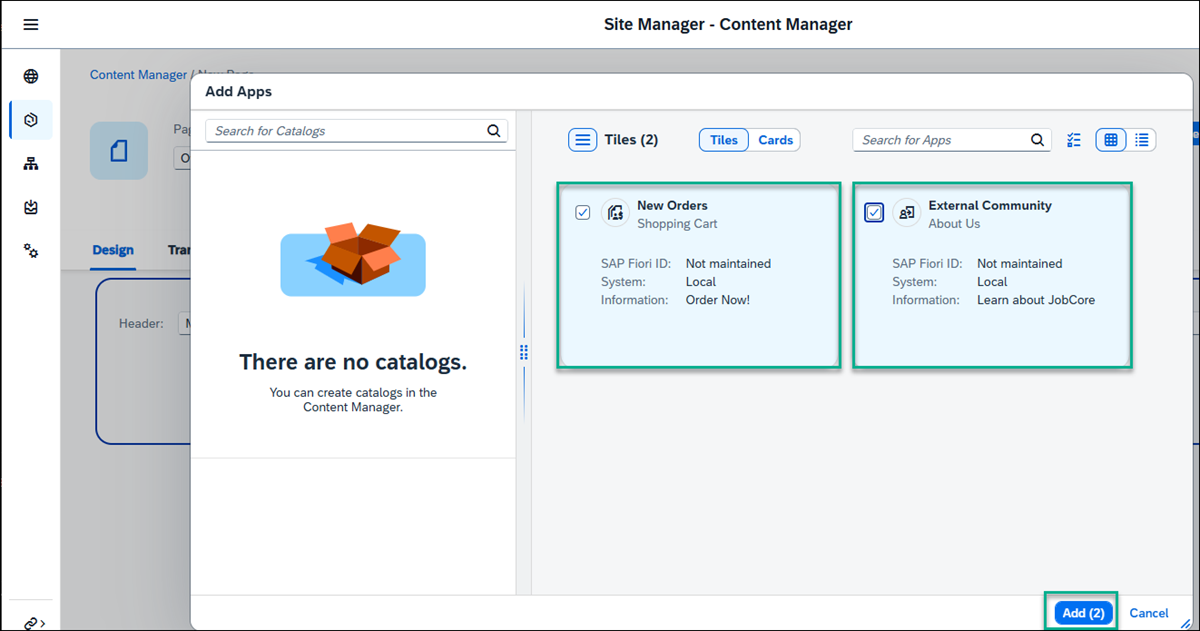 Site Manager - Content Manager
Content Manager / New Page
Add Apps
Search for Catalogs
Tiles (2)
Tiles
Cards
Search for Apps
New Orders
Shopping Cart
SAP Fiori ID: Not maintained
System: Local
Information: Order Now!
External Community
About Us
SAP Fiori ID: Not maintained
System: Local
Information: Learn about JobCore
Design
Header:
There are no catalogs.
You can create catalogs in the
Content Manager.
Add (2)
Cancel